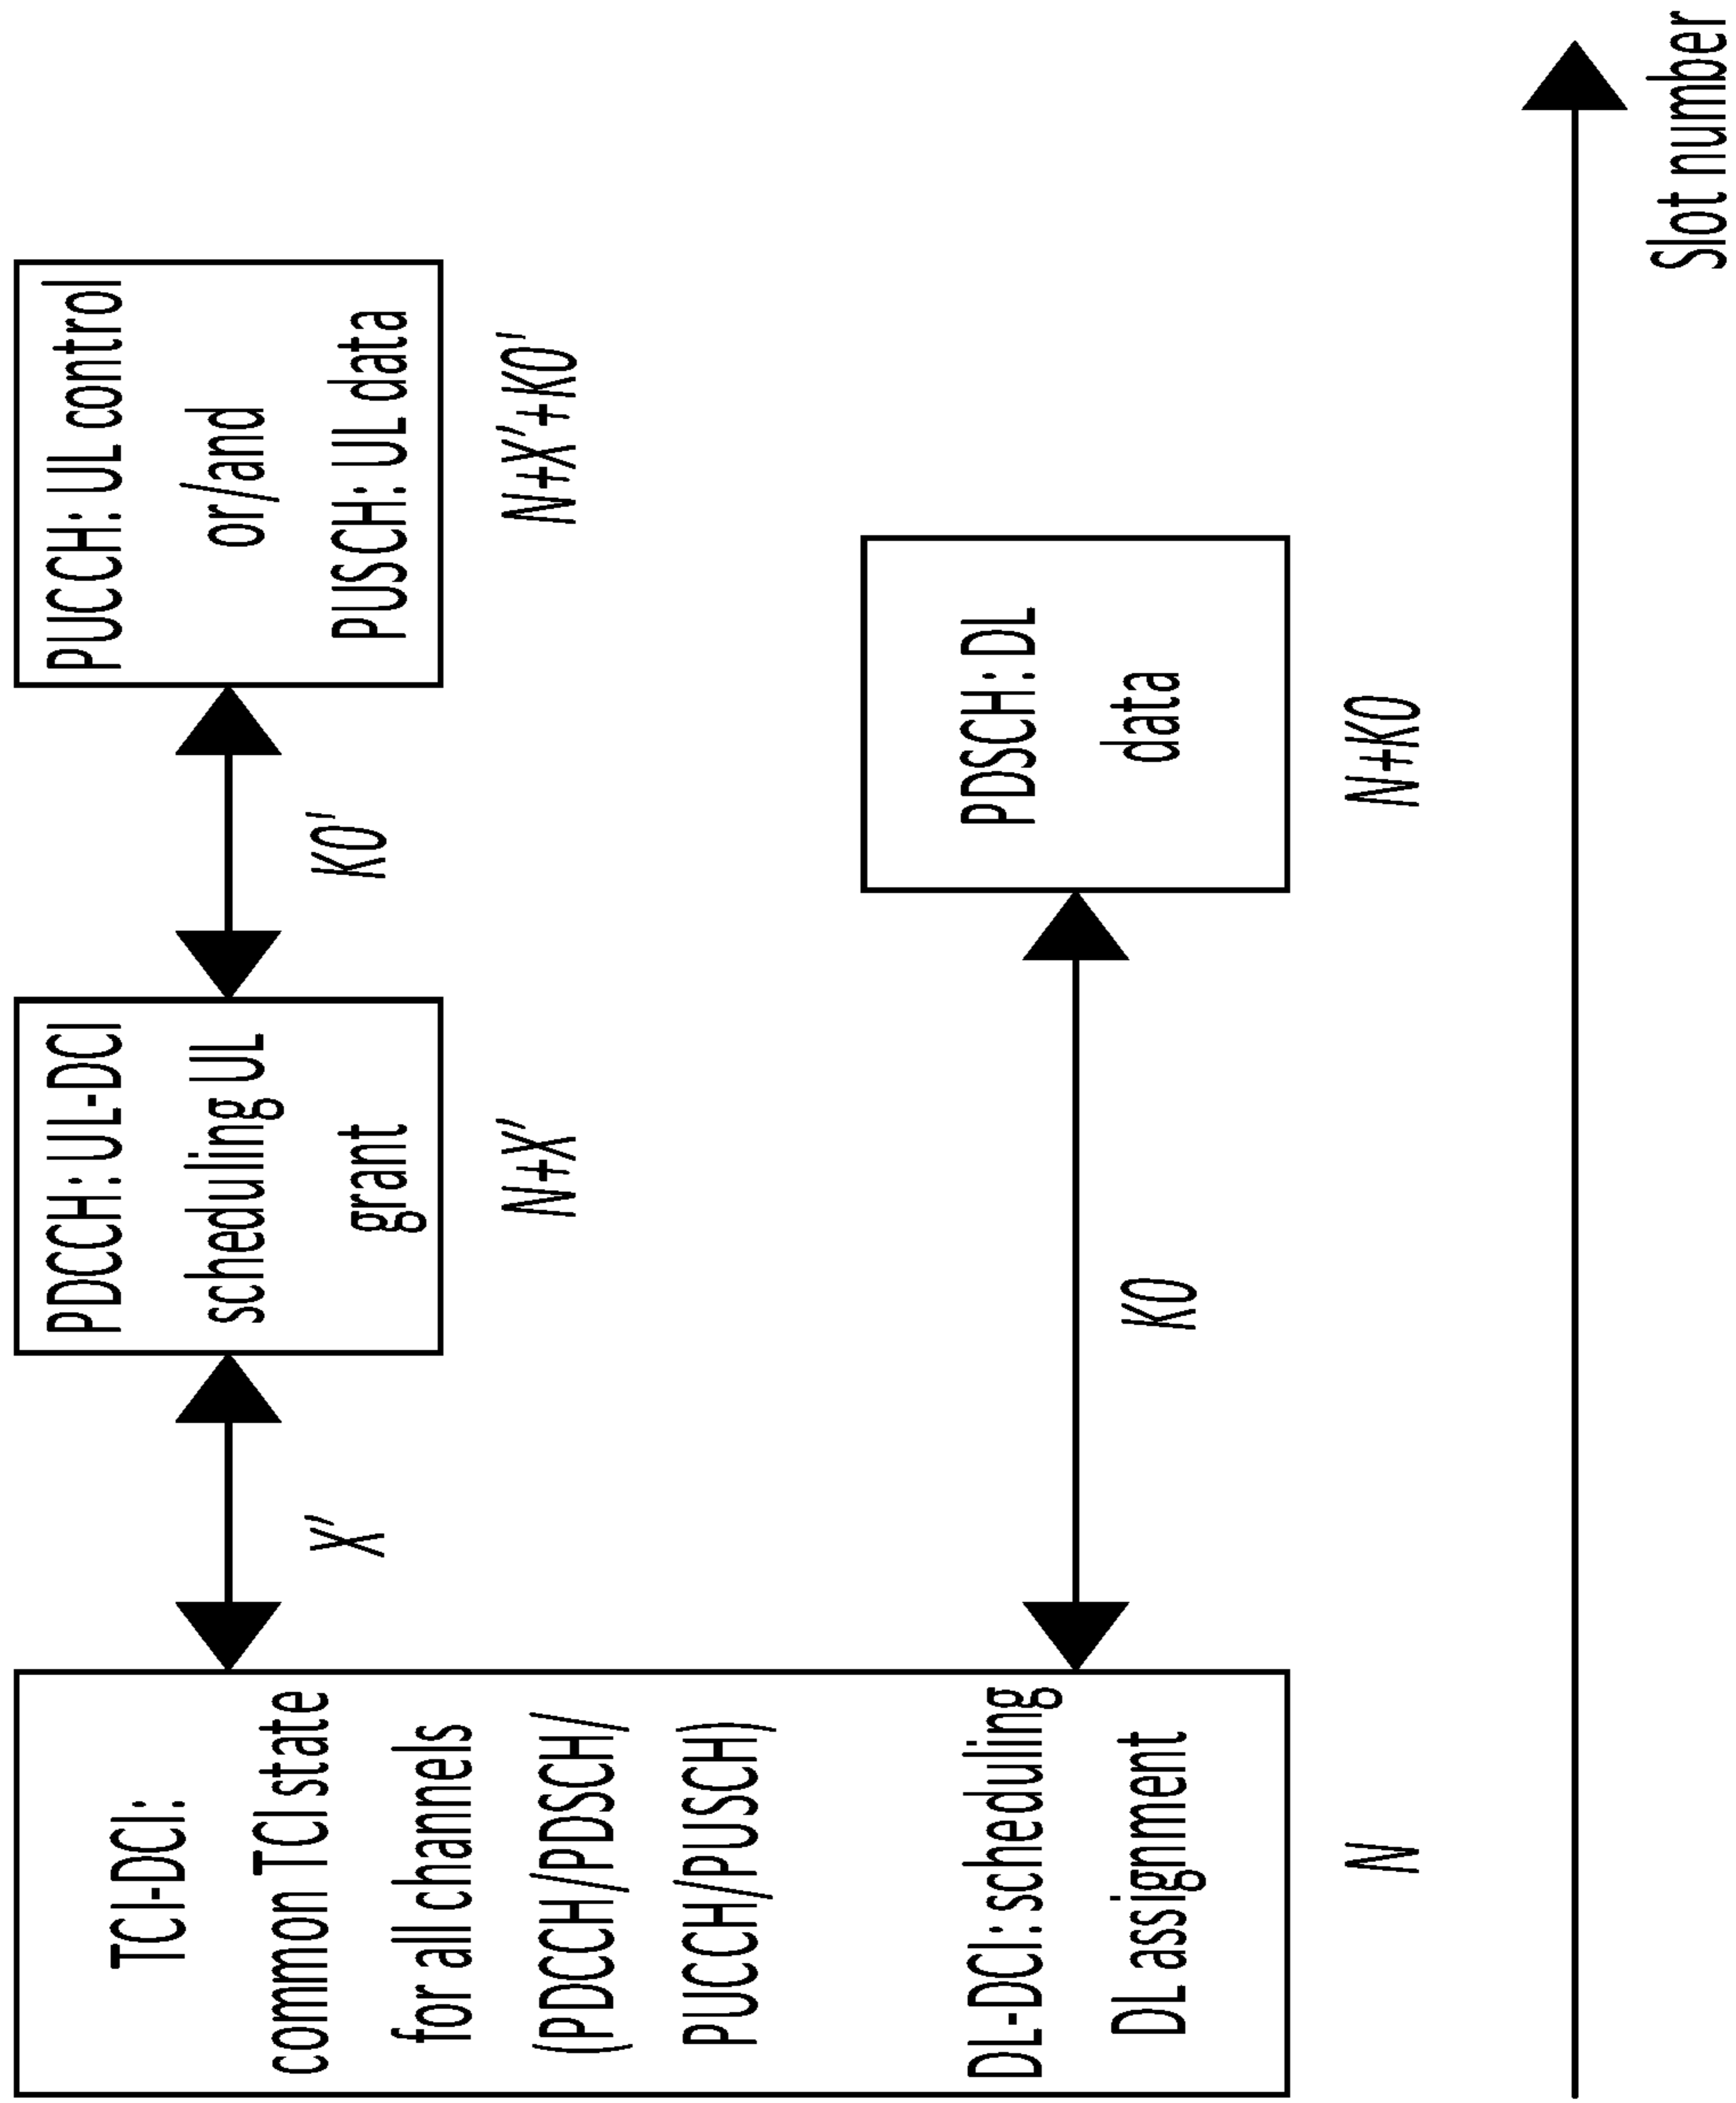 TCI-DCI:
common TCI state
for all channels
(PDCCH/PDSCH/
PUCCH/PUSCH)
DL-DCI: scheduling
DL assignment
N
X'
PDCCH: UL-DCI
scheduling UL
grant
N+X'
K0'
PUCCH: UL control
or/and
PUSCH: UL data
N+X'+K0'
K0
PDSCH: DL
data
N+K0
Slot number